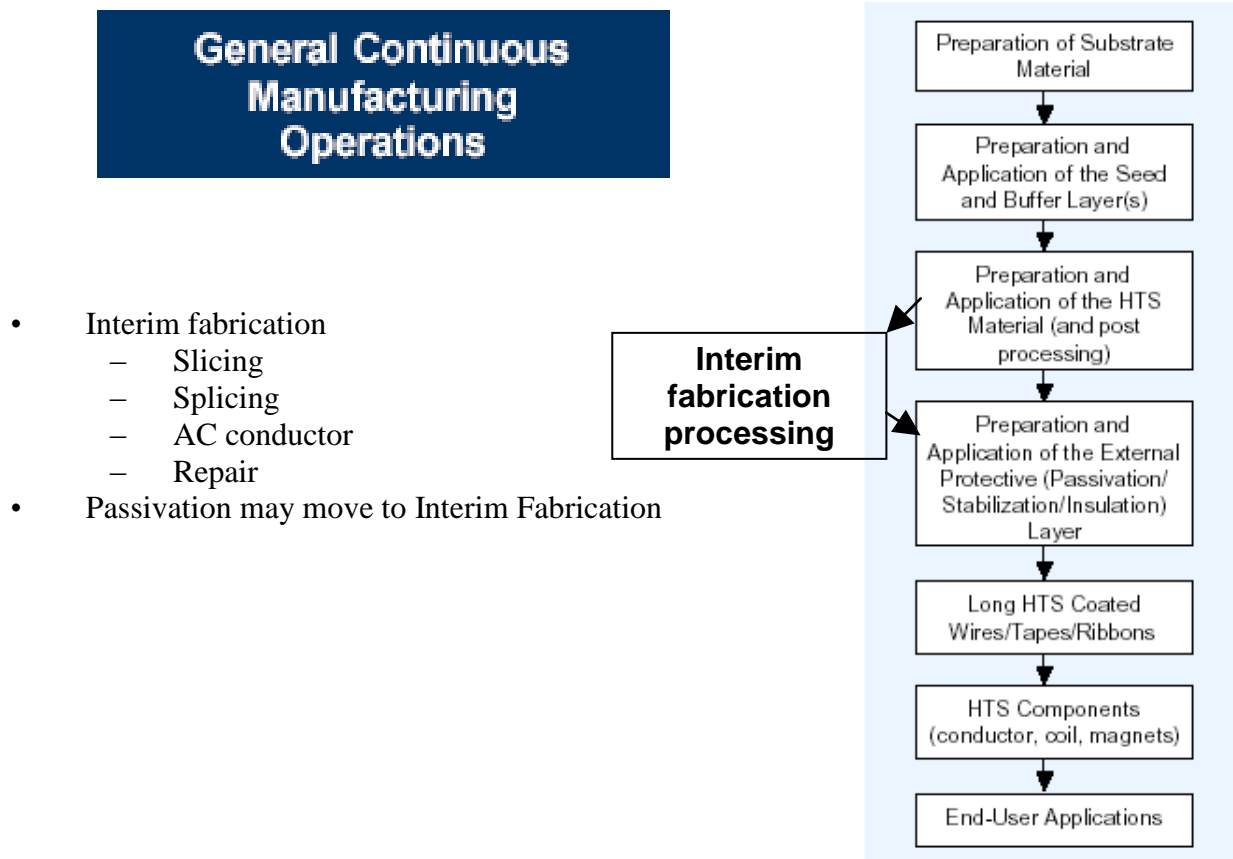 General Continuous
Manufacturing
Operations
• Interim fabrication
– Slicing
– Splicing
– AC conductor
– Repair
• Passivation may move to Interim Fabrication
Interim
fabrication
processing
Preparation of Substrate
Material
Preparation and
Application of the Seed
and Buffer Layer(s)
Preparation and
Application of the HTS
Material (and post
processing)
Preparation and
Application of the External
Protective (Passivation/
Stabilization/Insulation)
Layer
Long HTS Coated
Wires/Tapes/Ribbons
HTS Components
(conductor, coil, magnets)
End-User Applications